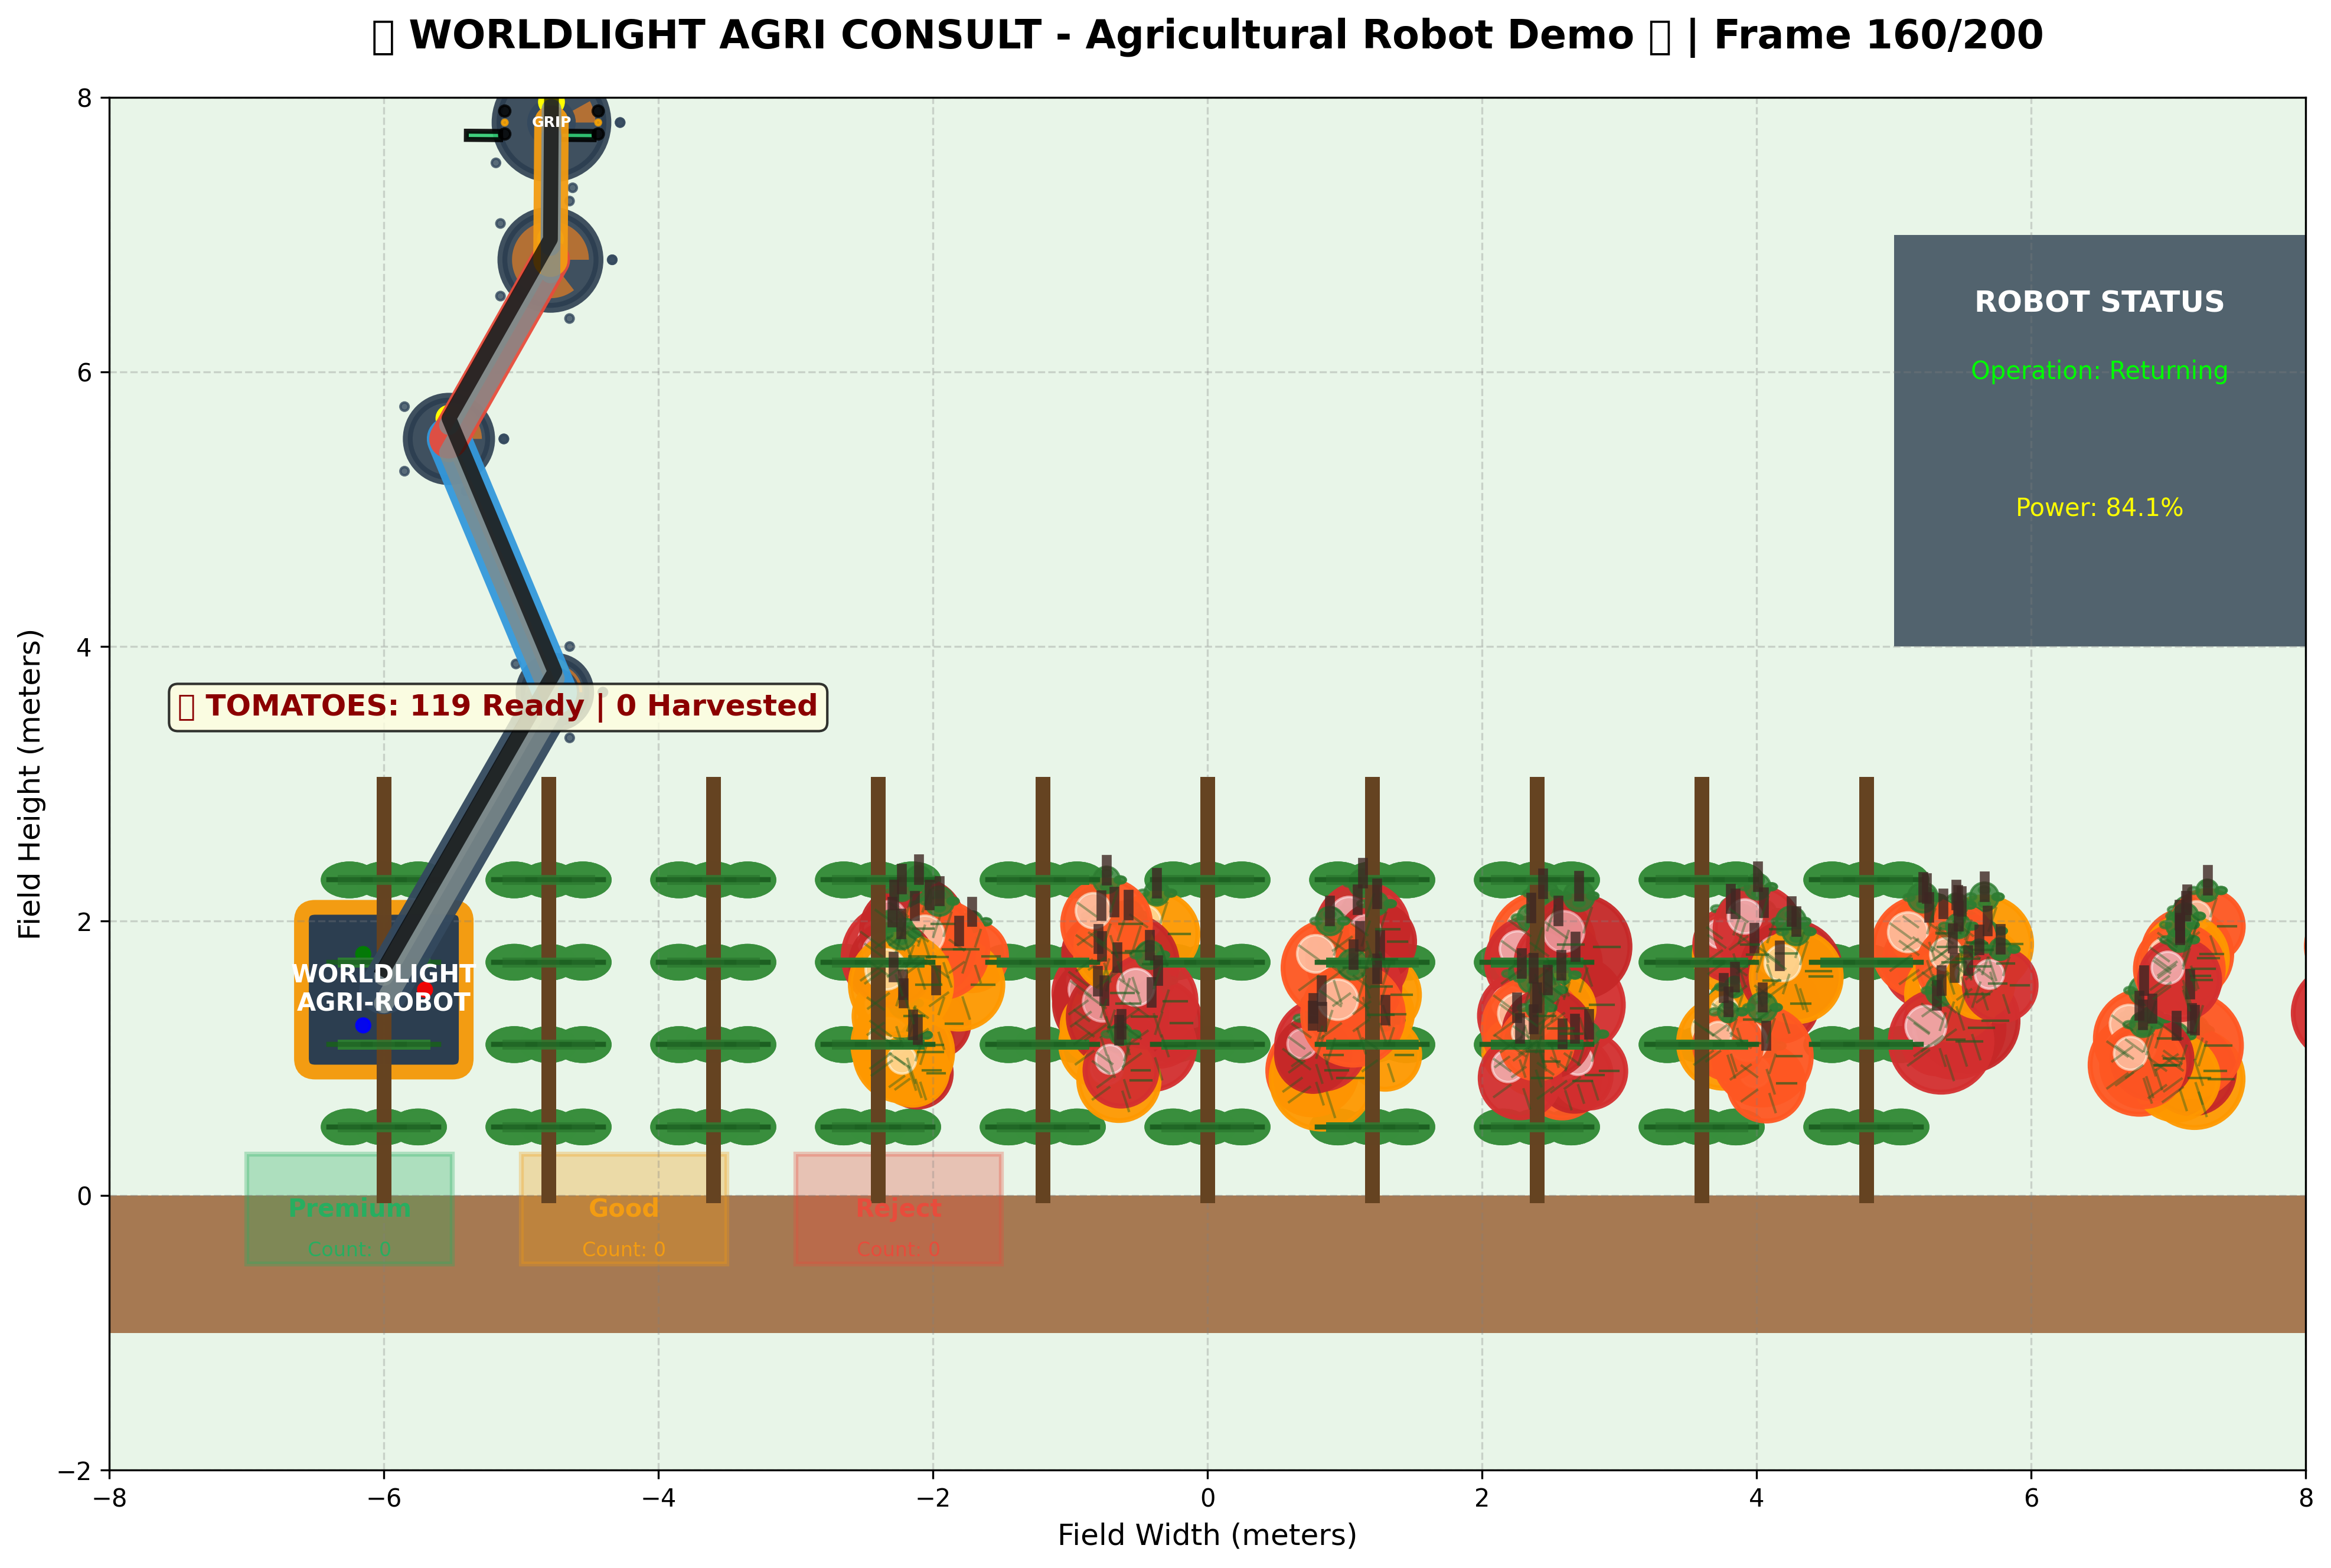 ▯ WORLDLIGHT AGRI CONSULT - Agricultural Robot Demo ▯ | Frame 160/200
GRIP
ROBOT STATUS
Operation: Returning
Power: 84.1%
▯ TOMATOES: 119 Ready | 0 Harvested
WORLDLIGHT
AGRI-ROBOT
Premium
Count: 0
Good
Count: 0
Reject
Count: 0
8
6
4
2
0
−2
Field Height (meters)
−8 −6 −4 −2 0 2 4 6 8
Field Width (meters)